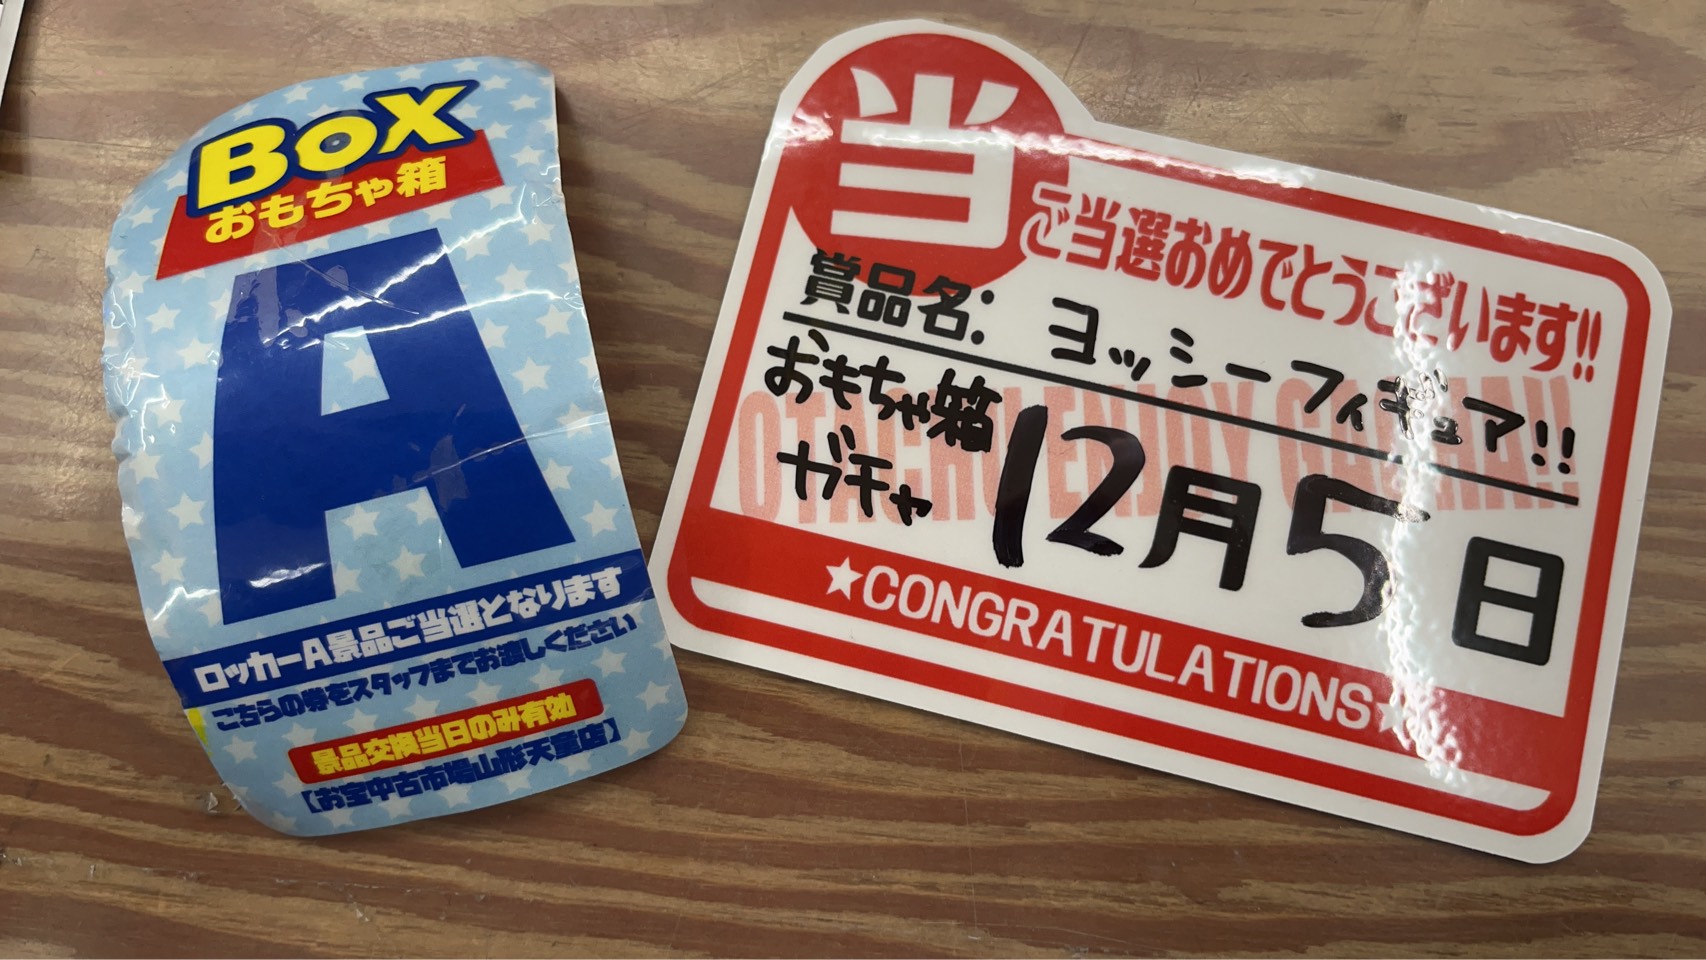 BOX
おもちゃ箱
A
ロッカーA景品ご当選となります
こちらの券をスタッフまでお渡しください
景品交換当日のみ有効
【お宝中古市場山形天童店】
当
ご当選おめでとうございます!!
賞品名: ヨッシーフィギュア!!
おもちゃ箱
ガチャ
12月5日
OTACHU ENJOY GACHA!!
★CONGRATULATIONS★